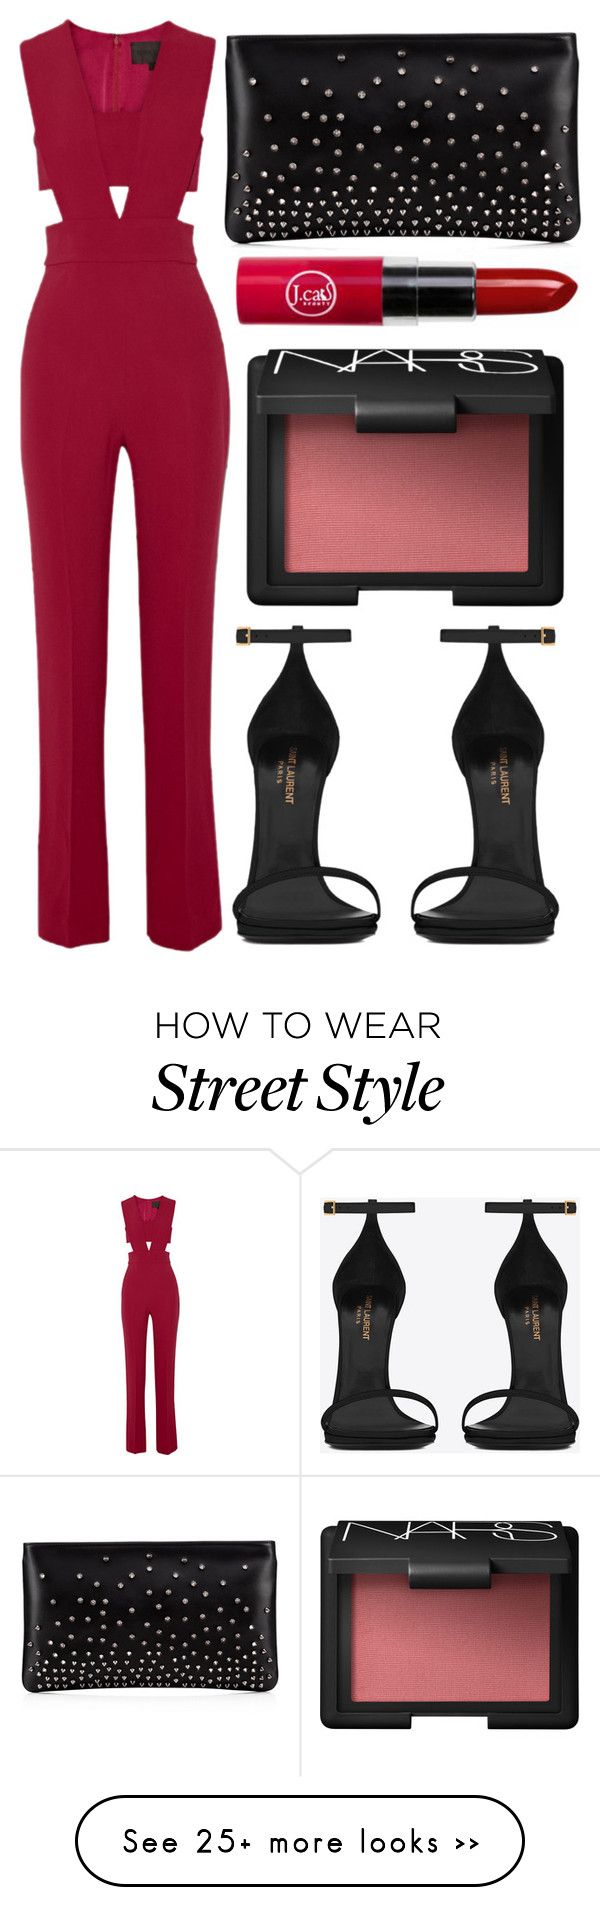 J.cat
BEAUTY
NARS
SAINT LAURENT
PARIS
SAINT LAURENT
PARIS
HOW TO WEAR
Street Style
SAINT LAURENT
PARIS
SAINT LAURENT
PARIS
NARS
See 25+ more looks >>